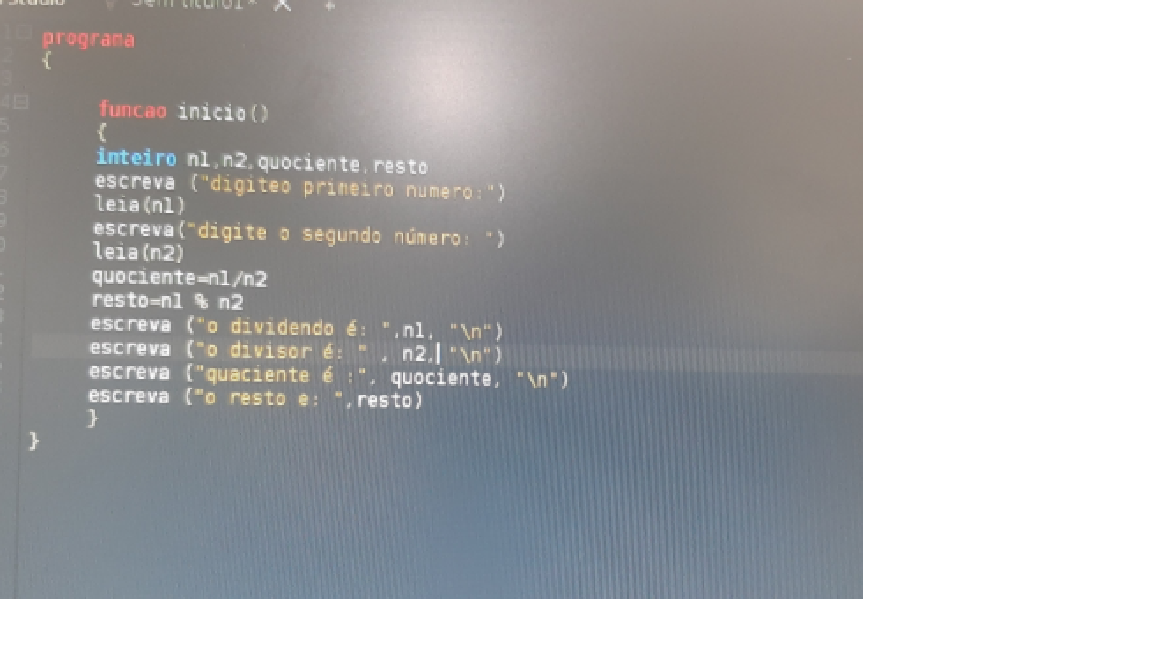 Sem título1*
programa
{
funcao inicio()
{
inteiro n1,n2,quociente,resto
escreva ("digiteo primeiro numero:")
leia(n1)
escreva("digite o segundo número: ")
leia(n2)
quociente=n1/n2
resto=n1 % n2
escreva ("o dividendo é: ",n1, "\n")
escreva ("o divisor é: " , n2, "\n")
escreva ("quaciente é :", quociente, "\n")
escreva ("o resto e: ",resto)
}
}